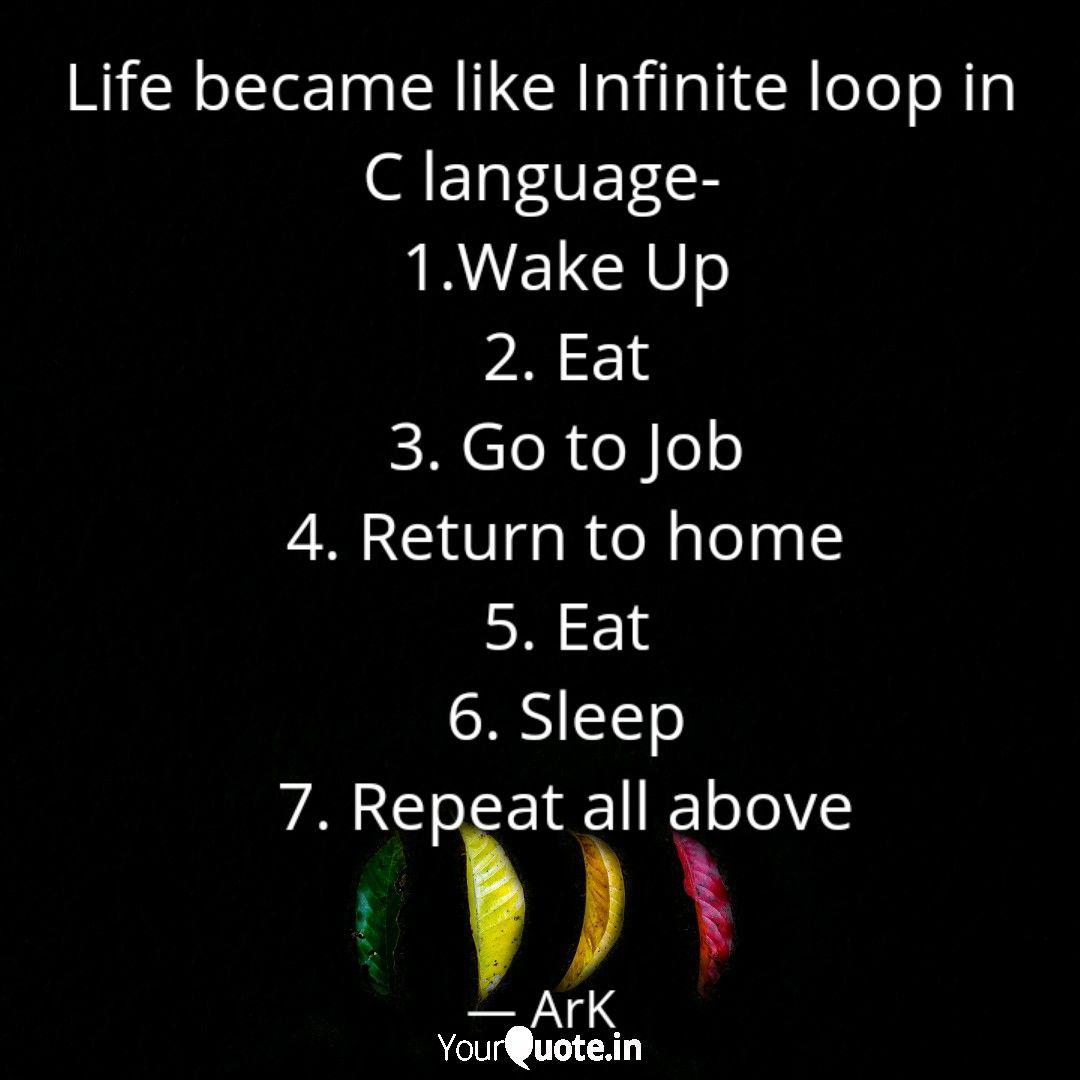 Life became like Infinite loop in
C language-
1.Wake Up
2. Eat
3. Go to Job
4. Return to home
5. Eat
6. Sleep
7. Repeat all above
— ArK
YourQuote.in